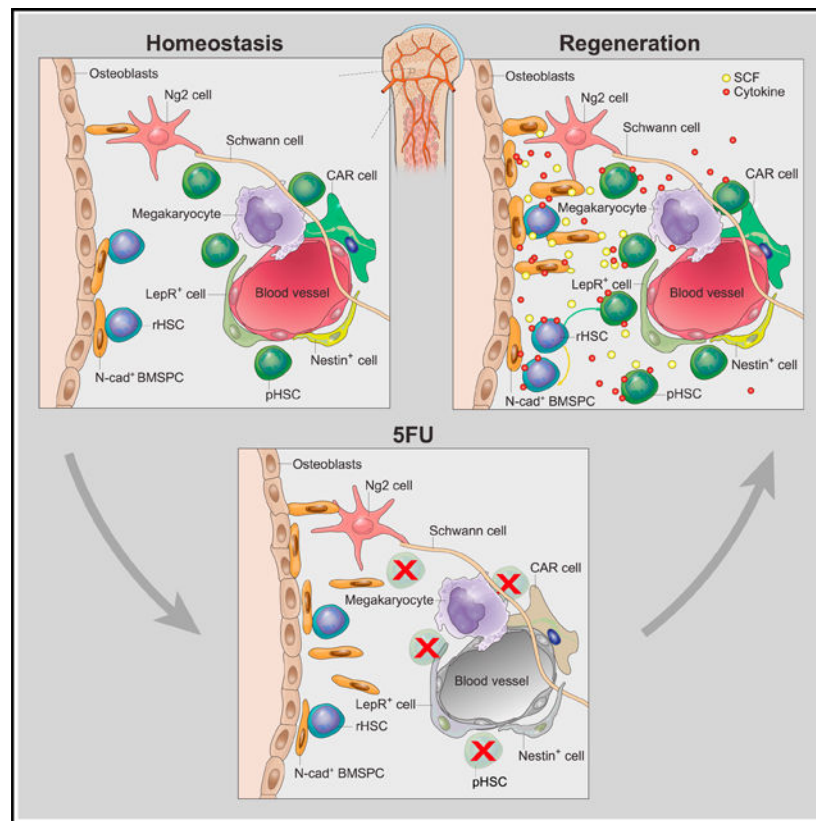 Homeostasis
Osteoblasts
Ng2 cell
Schwann cell
CAR cell
Megakaryocyte
LepR⁺ cell
Blood vessel
rHSC
Nestin⁺ cell
N-cad⁺ BMSPC
pHSC
Regeneration
Osteoblasts
SCF
Cytokine
Ng2 cell
Schwann cell
CAR cell
Megakaryocyte
LepR⁺ cell
Blood vessel
rHSC
Nestin⁺ cell
N-cad⁺ BMSPC
pHSC
5FU
Osteoblasts
Ng2 cell
Schwann cell
CAR cell
Megakaryocyte
Blood vessel
LepR⁺ cell
rHSC
Nestin⁺ cell
N-cad⁺ BMSPC
pHSC